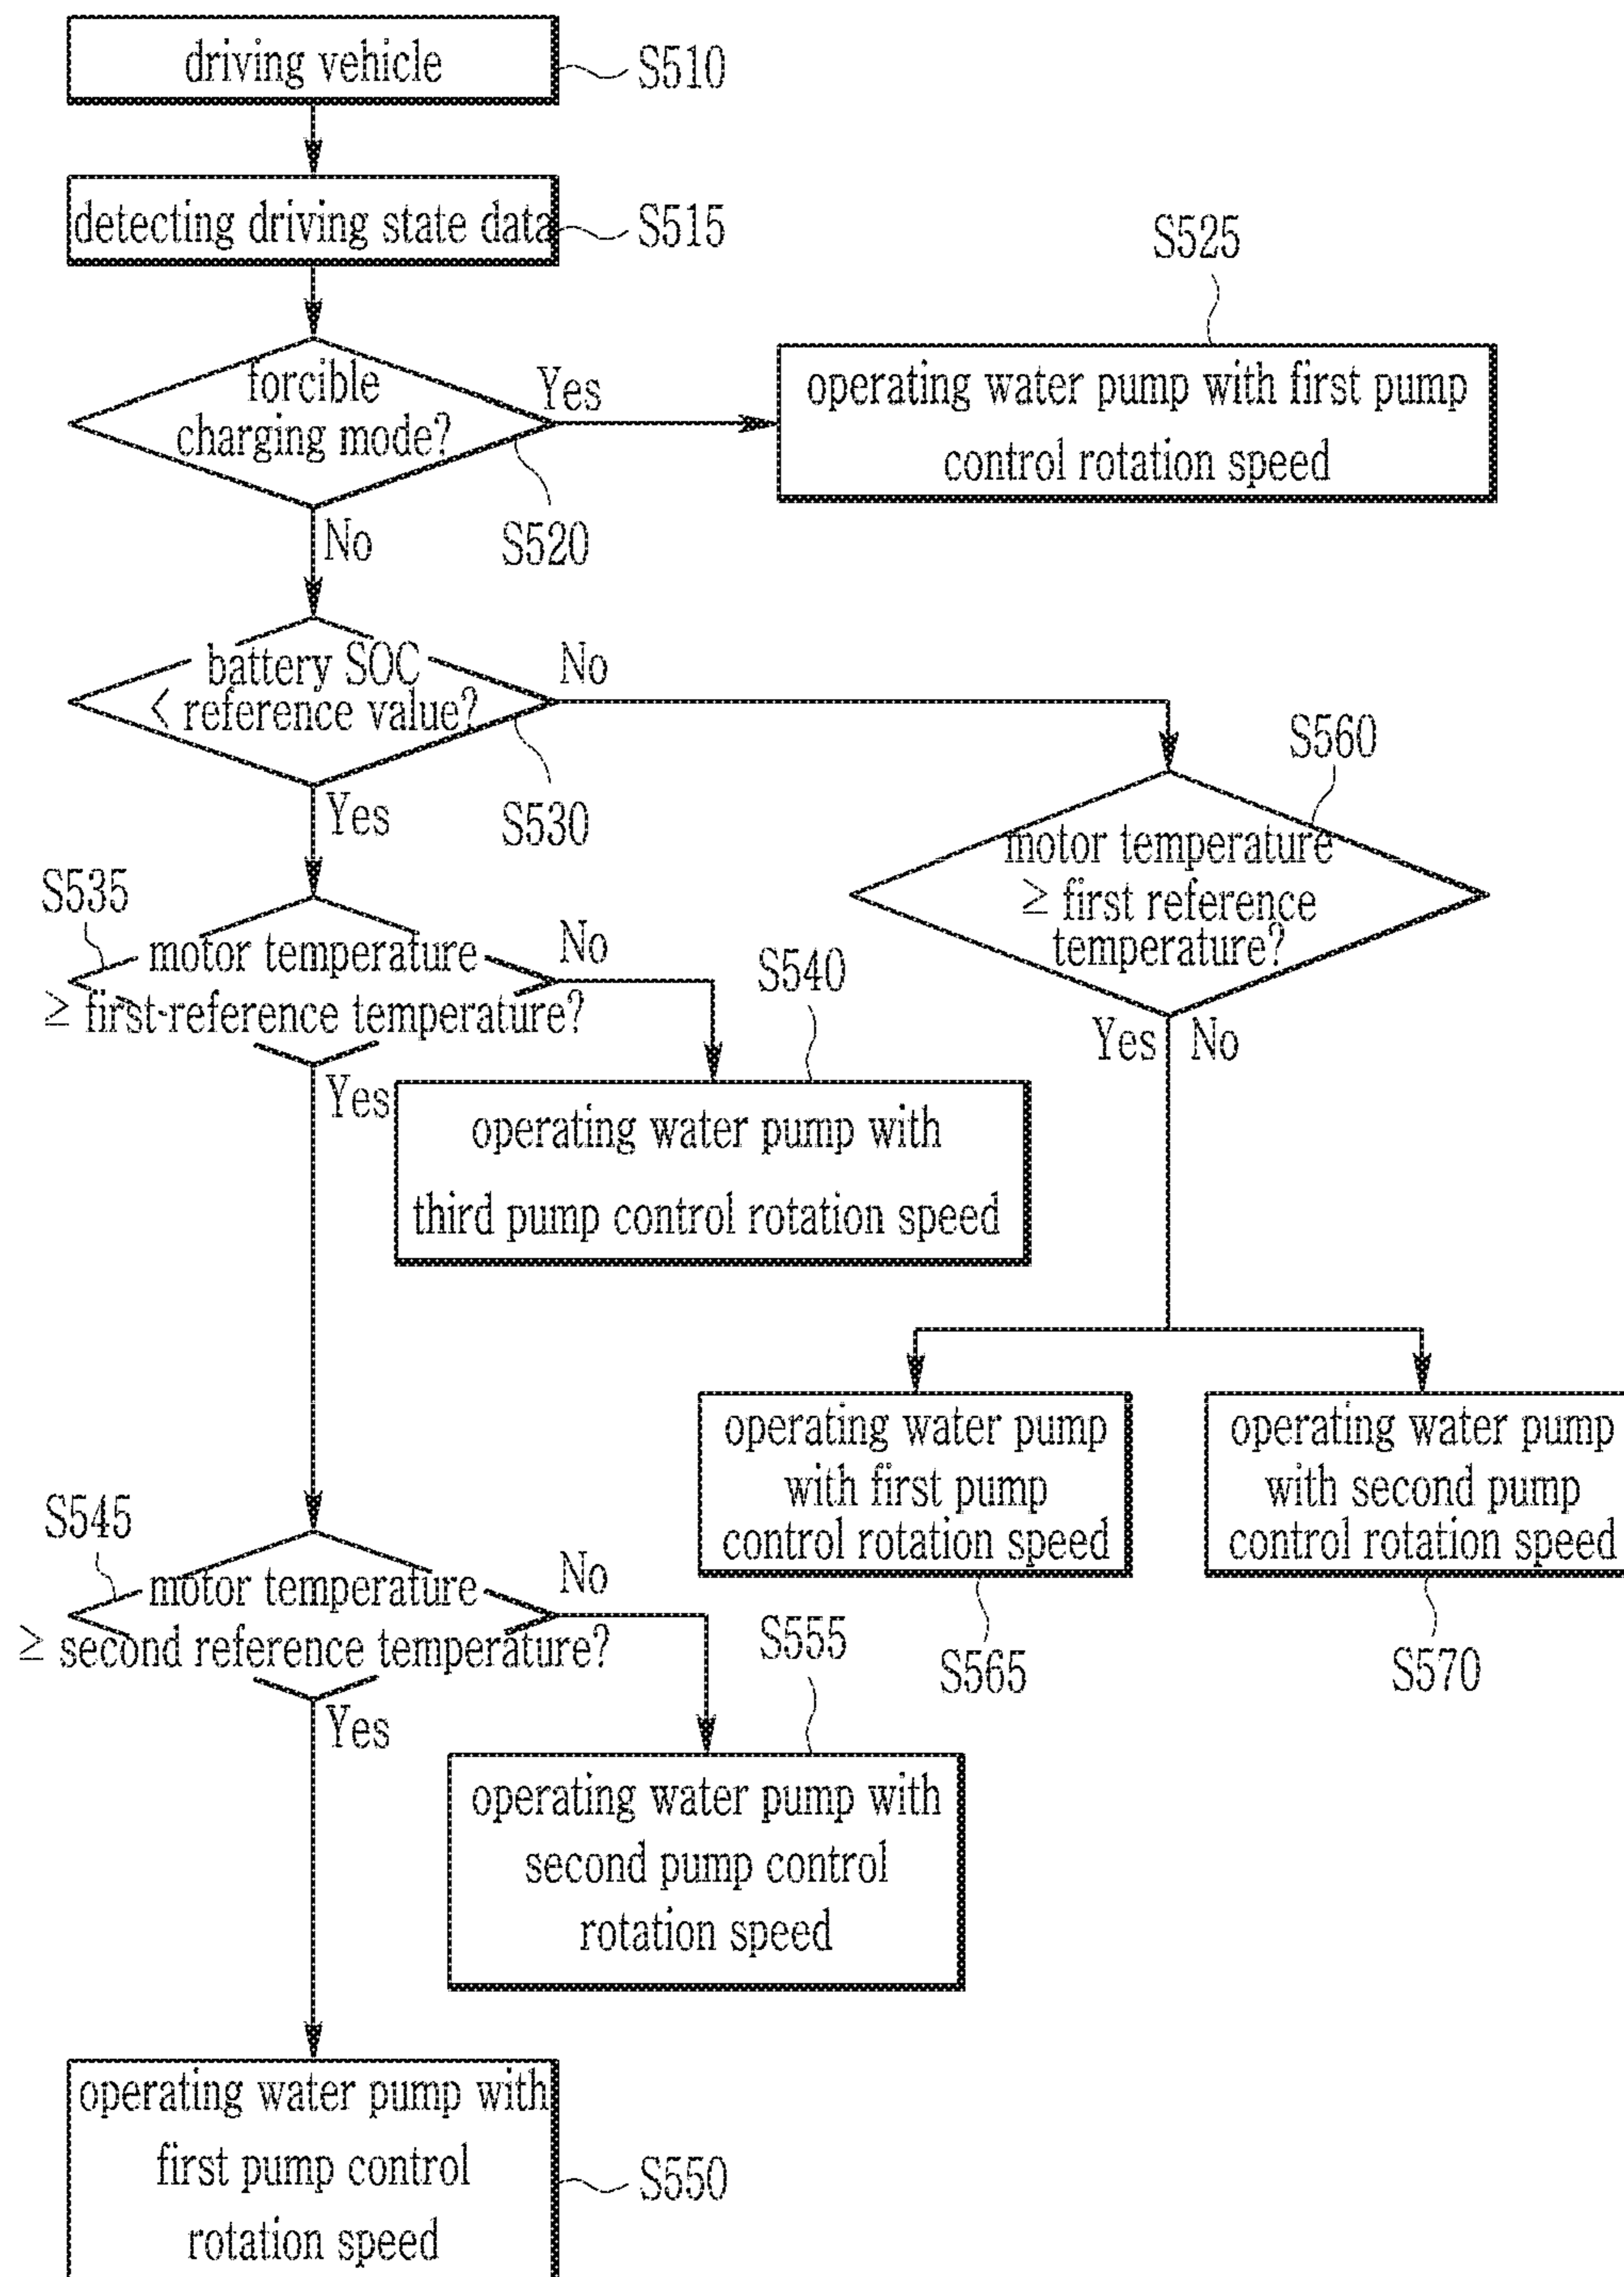 driving vehicle
S510
detecting driving state data
S515
S525
forcible
charging mode?
Yes
operating water pump with first pump
control rotation speed
No
S520
battery SOC
< reference value?
No
S560
Yes
S530
motor temperature
≥ first reference
temperature?
S535
motor temperature
≥ first-reference temperature?
No
S540
Yes No
Yes
operating water pump with
third pump control rotation speed
operating water pump
with first pump
control rotation speed
operating water pump
with second pump
control rotation speed
S545
motor temperature
≥ second reference temperature?
No
S555
S565
S570
Yes
operating water pump with
second pump control
rotation speed
operating water pump with
first pump control
rotation speed
S550